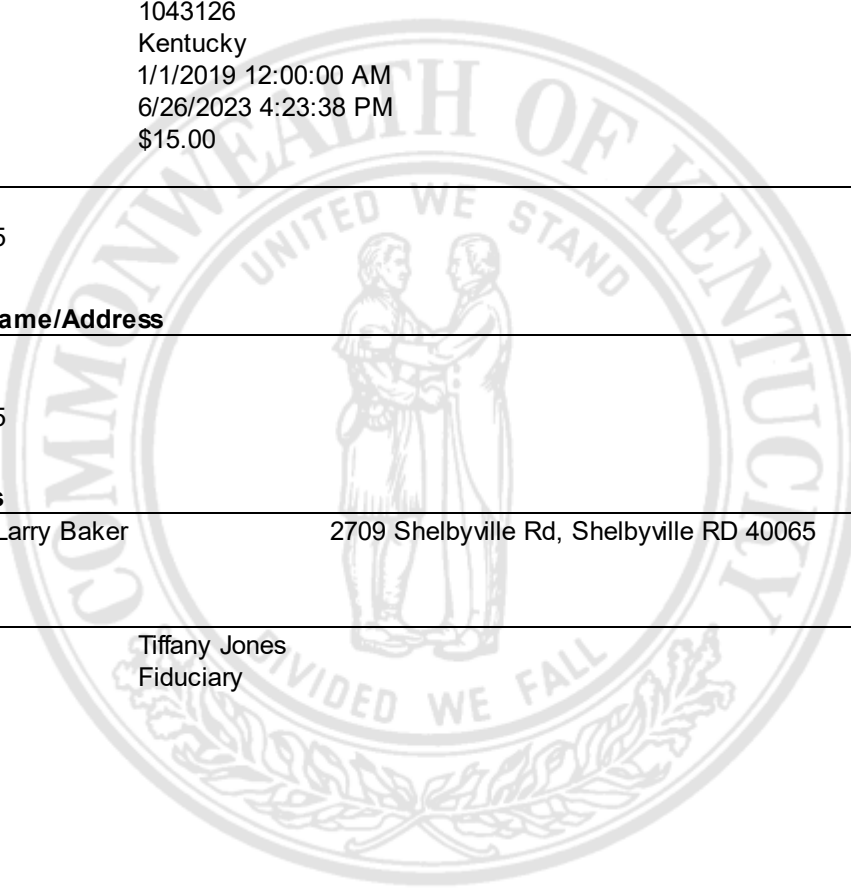 1043126
Kentucky
1/1/2019 12:00:00 AM
6/26/2023 4:23:38 PM
$15.00
COMMONWEALTH OF KENTUCKY
UNITED WE STAND
5
ame/Address
5
s
Larry Baker 2709 Shelbyville Rd, Shelbyville RD 40065
Tiffany Jones
Fiduciary
DIVIDED WE FALL